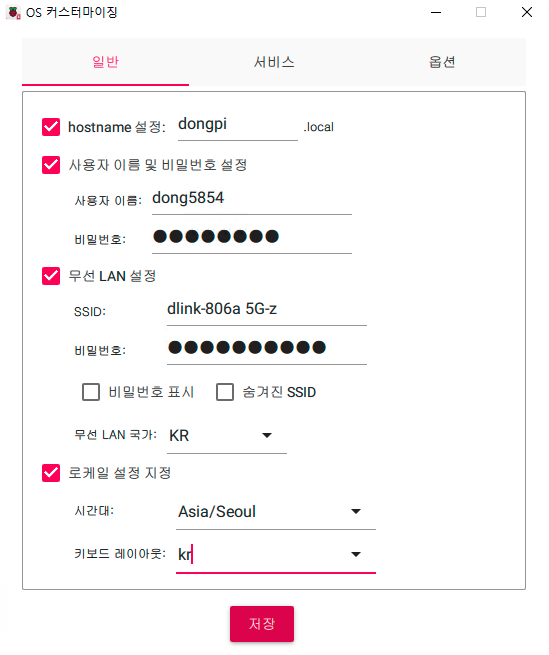 OS 커스터마이징
일반 서비스 옵션
hostname 설정: dongpi .local
사용자 이름 및 비밀번호 설정
사용자 이름: dong5854
비밀번호: ●●●●●●●●
무선 LAN 설정
SSID: dlink-806a 5G-z
비밀번호: ●●●●●●●●●●
비밀번호 표시 숨겨진 SSID
무선 LAN 국가: KR
로케일 설정 지정
시간대: Asia/Seoul
키보드 레이아웃: kr
저장